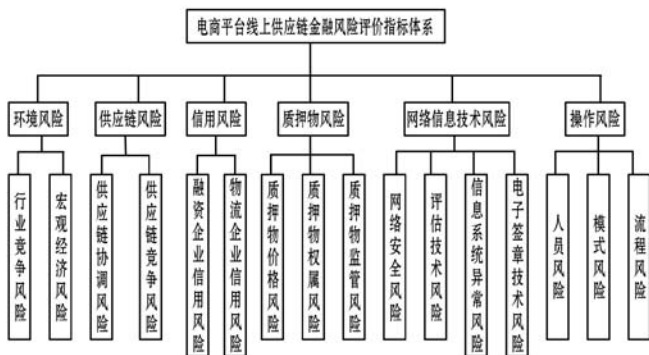 电商平台线上供应链金融风险评价指标体系
环境风险
供应链风险
信用风险
质押物风险
网络信息技术风险
操作风险
行业竞争风险
宏观经济风险
供应链协调风险
供应链竞争风险
融资企业信用风险
物流企业信用风险
质押物价格风险
质押物权属风险
质押物监管风险
网络安全风险
评估技术风险
信息系统异常风险
电子签章技术风险
人员风险
模式风险
流程风险